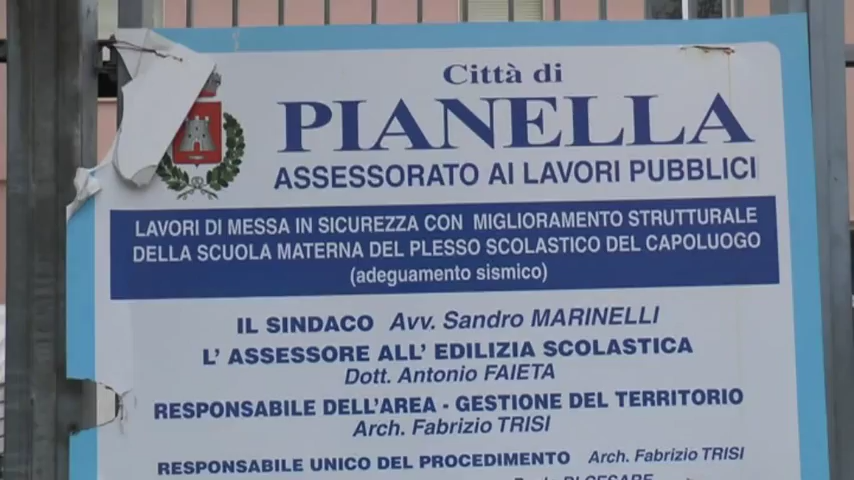 Città di
PIANELLA
ASSESSORATO AI LAVORI PUBBLICI
LAVORI DI MESSA IN SICUREZZA CON MIGLIORAMENTO STRUTTURALE
DELLA SCUOLA MATERNA DEL PLESSO SCOLASTICO DEL CAPOLUOGO
(adeguamento sismico)
IL SINDACO Avv. Sandro MARINELLI
L' ASSESSORE ALL' EDILIZIA SCOLASTICA
Dott. Antonio FAIETA
RESPONSABILE DELL'AREA - GESTIONE DEL TERRITORIO
Arch. Fabrizio TRISI
RESPONSABILE UNICO DEL PROCEDIMENTO Arch. Fabrizio TRISI